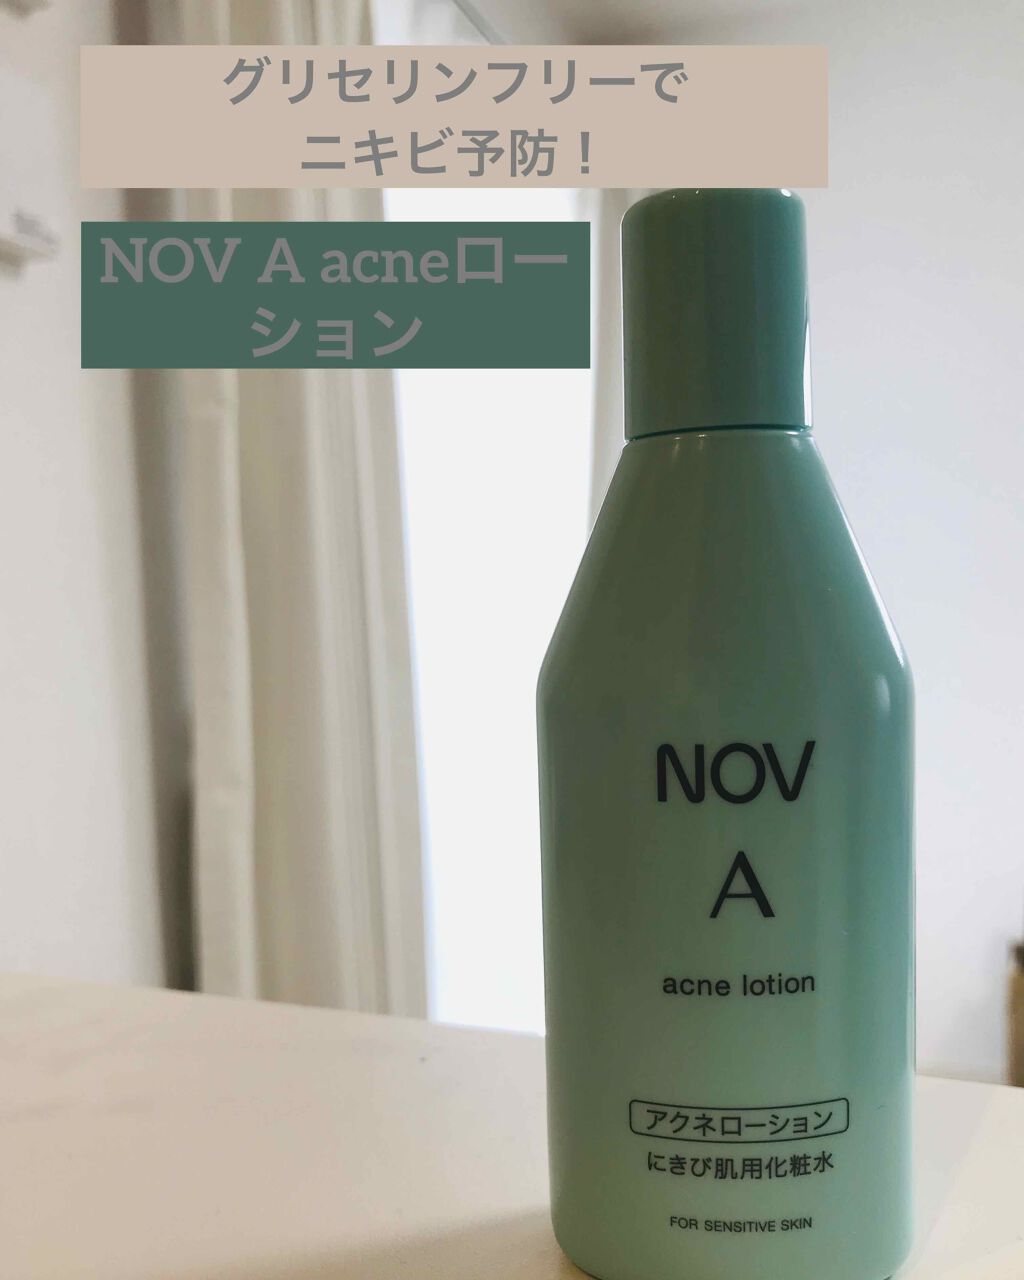 グリセリンフリーで
ニキビ予防！
NOV A acneロー
ション
NOV
A
acne lotion
アクネローション
にきび肌用化粧水
FOR SENSITIVE SKIN